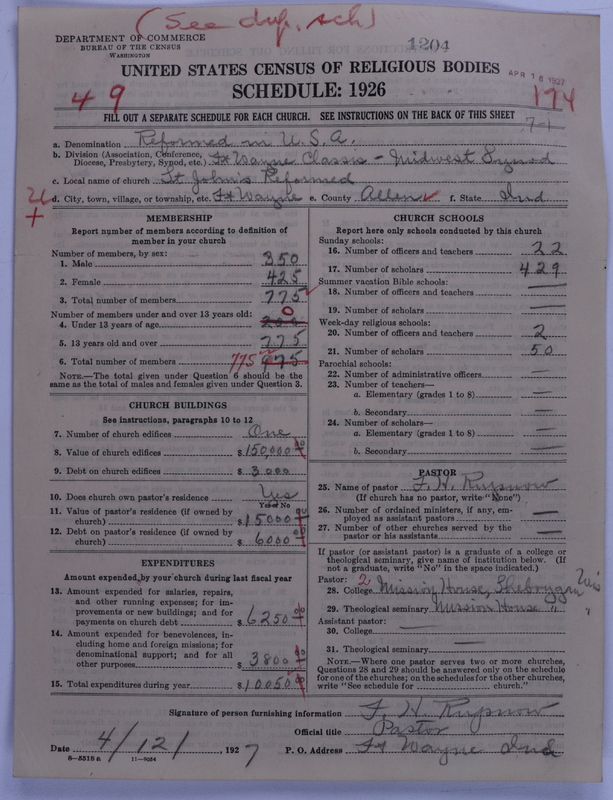 (See dup. sch)
DEPARTMENT OF COMMERCE
BUREAU OF THE CENSUS
WASHINGTON
1204
UNITED STATES CENSUS OF RELIGIOUS BODIES
APR 16 1927
SCHEDULE: 1926
49
174
FILL OUT A SEPARATE SCHEDULE FOR EACH CHURCH. SEE INSTRUCTIONS ON THE BACK OF THIS SHEET
7-1
a. Denomination Reformed in U.S.A.
b. Division (Association, Conference, Diocese, Presbytery, Synod, etc.) Ft Wayne Classis - Midwest Synod
c. Local name of church St John's Reformed
d. City, town, village, or township, etc. Ft Wayne e. County Allen f. State Ind
MEMBERSHIP
Report number of members according to definition of
member in your church
Number of members, by sex:
1. Male 350
2. Female 425
3. Total number of members 775
Number of members under and over 13 years old:
4. Under 13 years of age 0
5. 13 years old and over 775
6. Total number of members 775
NOTE.—The total given under Question 6 should be the
same as the total of males and females given under Question 3.
CHURCH BUILDINGS
See instructions, paragraphs 10 to 12
7. Number of church edifices One
8. Value of church edifices $150,000 00
9. Debt on church edifices $3000
10. Does church own pastor's residence Yes
Yes or No
11. Value of pastor's residence (if owned by
church) $15000 00
12. Debt on pastor's residence (if owned by
church) $6000 00
EXPENDITURES
Amount expended by your church during last fiscal year
13. Amount expended for salaries, repairs,
and other running expenses; for im-
provements or new buildings; and for
payments on church debt $6250 00
14. Amount expended for benevolences, in-
cluding home and foreign missions; for
denominational support; and for all
other purposes $3800
15. Total expenditures during year $10050 00
CHURCH SCHOOLS
Report here only schools conducted by this church
Sunday schools:
16. Number of officers and teachers 22
17. Number of scholars 429
Summer vacation Bible schools:
18. Number of officers and teachers —
19. Number of scholars —
Week-day religious schools:
20. Number of officers and teachers 2
21. Number of scholars 50
Parochial schools:
22. Number of administrative officers —
23. Number of teachers—
a. Elementary (grades 1 to 8) —
b. Secondary —
24. Number of scholars—
a. Elementary (grades 1 to 8) —
b. Secondary —
PASTOR
25. Name of pastor F. H. Rupnow
(If church has no pastor, write "None")
26. Number of ordained ministers, if any, em-
ployed as assistant pastors —
27. Number of other churches served by the
pastor or his assistants —
If pastor (or assistant pastor) is a graduate of a college or
theological seminary, give name of institution below. (If
not a graduate, write "No" in the space indicated.)
Pastor: 2
28. College Mission House, Sheboygan Wis
29. Theological seminary Mission House " "
Assistant pastor:
30. College —
31. Theological seminary —
NOTE.—Where one pastor serves two or more churches,
Questions 28 and 29 should be answered only on the schedule
for one of the churches; on the schedules for the other churches,
write "See schedule for church."
Signature of person furnishing information F. H. Rupnow
Official title Pastor
Date 4/12/, 1927 P. O. Address Ft Wayne Ind
8—5518 a 11—9054